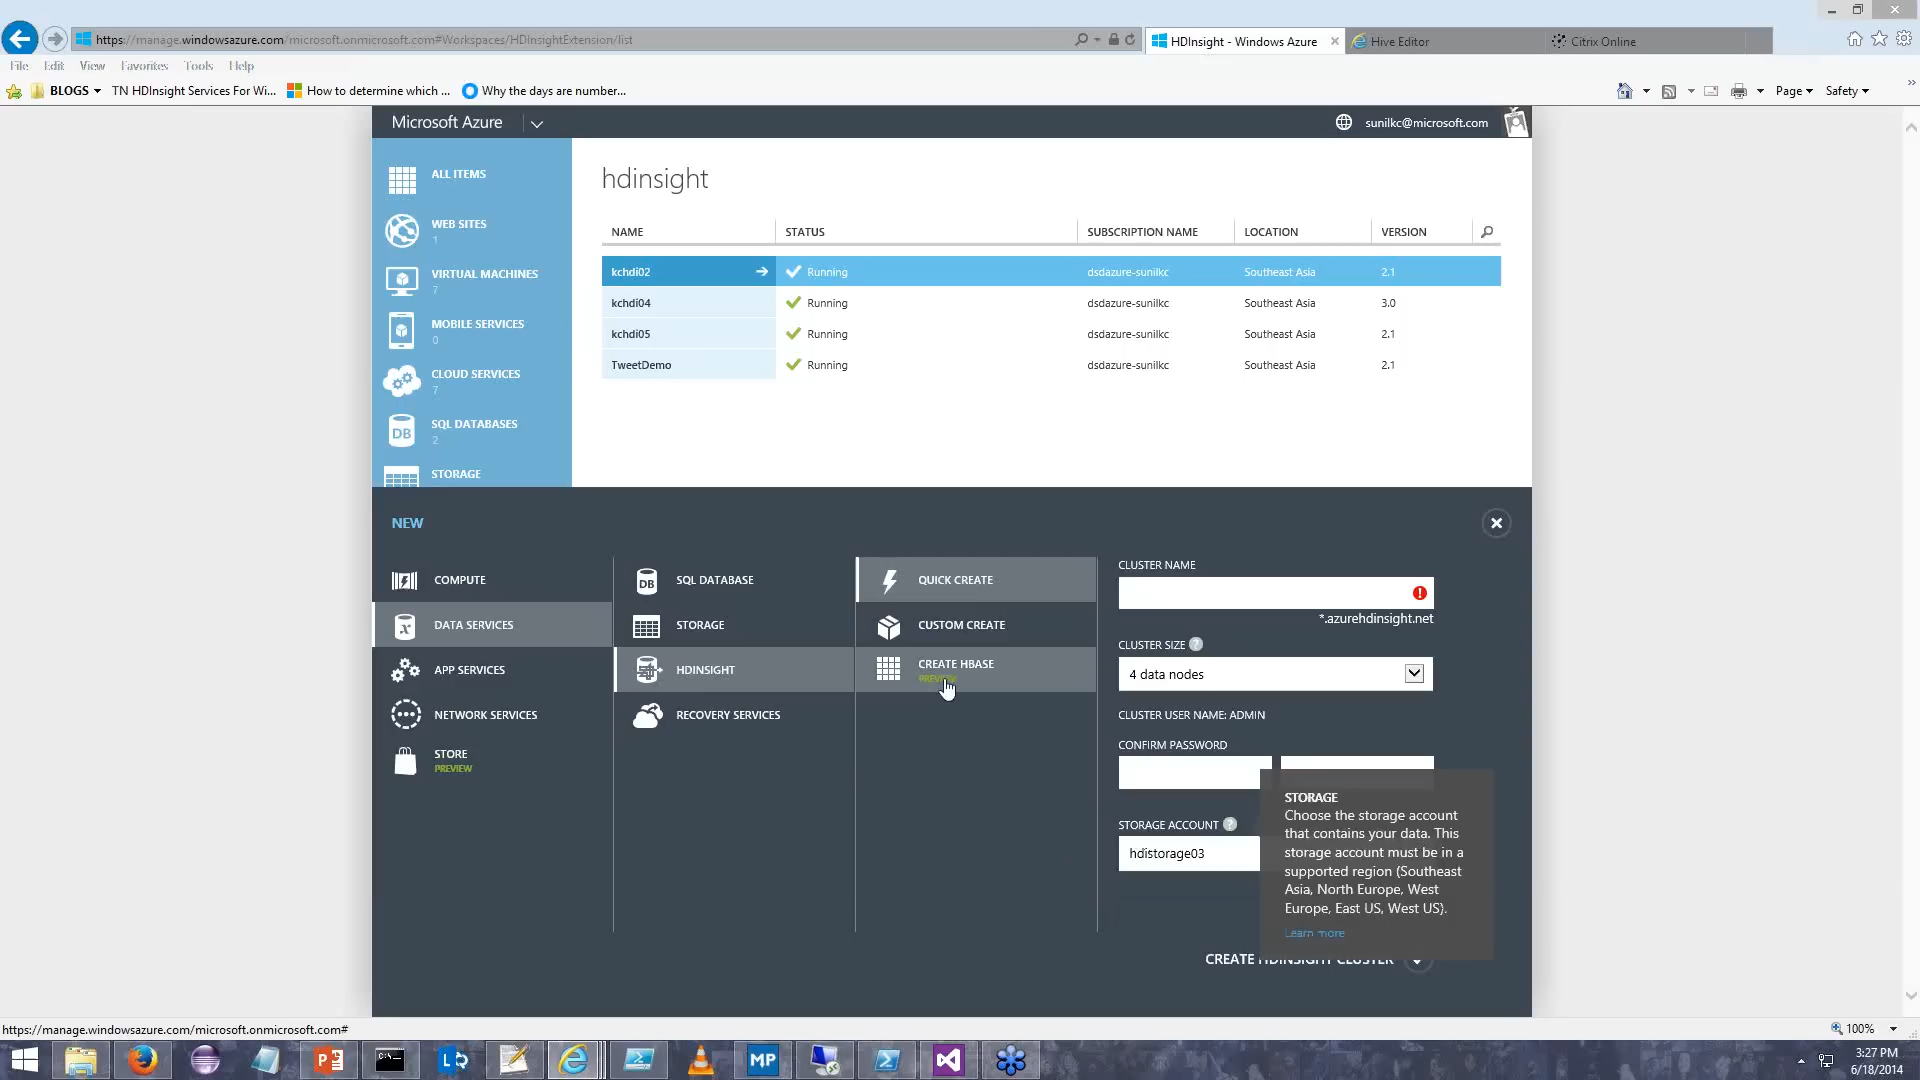 https://manage.windowsazure.com/microsoft.onmicrosoft.com#Workspaces/HDInsightExtension/list
HDInsight - Windows Azure
Hive Editor
Citrix Online
File Edit View Favorites Tools Help
BLOGS
TN HDInsight Services For Wi...
How to determine which ...
Why the days are number...
Page
Safety
Microsoft Azure
sunilkc@microsoft.com
ALL ITEMS
WEB SITES
1
VIRTUAL MACHINES
7
MOBILE SERVICES
0
CLOUD SERVICES
7
SQL DATABASES
2
STORAGE
hdinsight
NAME STATUS SUBSCRIPTION NAME LOCATION VERSION
kchdi02 Running dsdazure-sunilkc Southeast Asia 2.1
kchdi04 Running dsdazure-sunilkc Southeast Asia 3.0
kchdi05 Running dsdazure-sunilkc Southeast Asia 2.1
TweetDemo Running dsdazure-sunilkc Southeast Asia 2.1
NEW
COMPUTE
DATA SERVICES
APP SERVICES
NETWORK SERVICES
STORE
PREVIEW
SQL DATABASE
STORAGE
HDINSIGHT
RECOVERY SERVICES
QUICK CREATE
CUSTOM CREATE
CREATE HBASE
PREVIEW
CLUSTER NAME
*.azurehdinsight.net
CLUSTER SIZE
4 data nodes
CLUSTER USER NAME: ADMIN
CONFIRM PASSWORD
STORAGE ACCOUNT
hdistorage03
STORAGE
Choose the storage account
that contains your data. This
storage account must be in a
supported region (Southeast
Asia, North Europe, West
Europe, East US, West US).
Learn more
CREATE HDINSIGHT CLUSTER
https://manage.windowsazure.com/microsoft.onmicrosoft.com#
100%
3:27 PM
6/18/2014